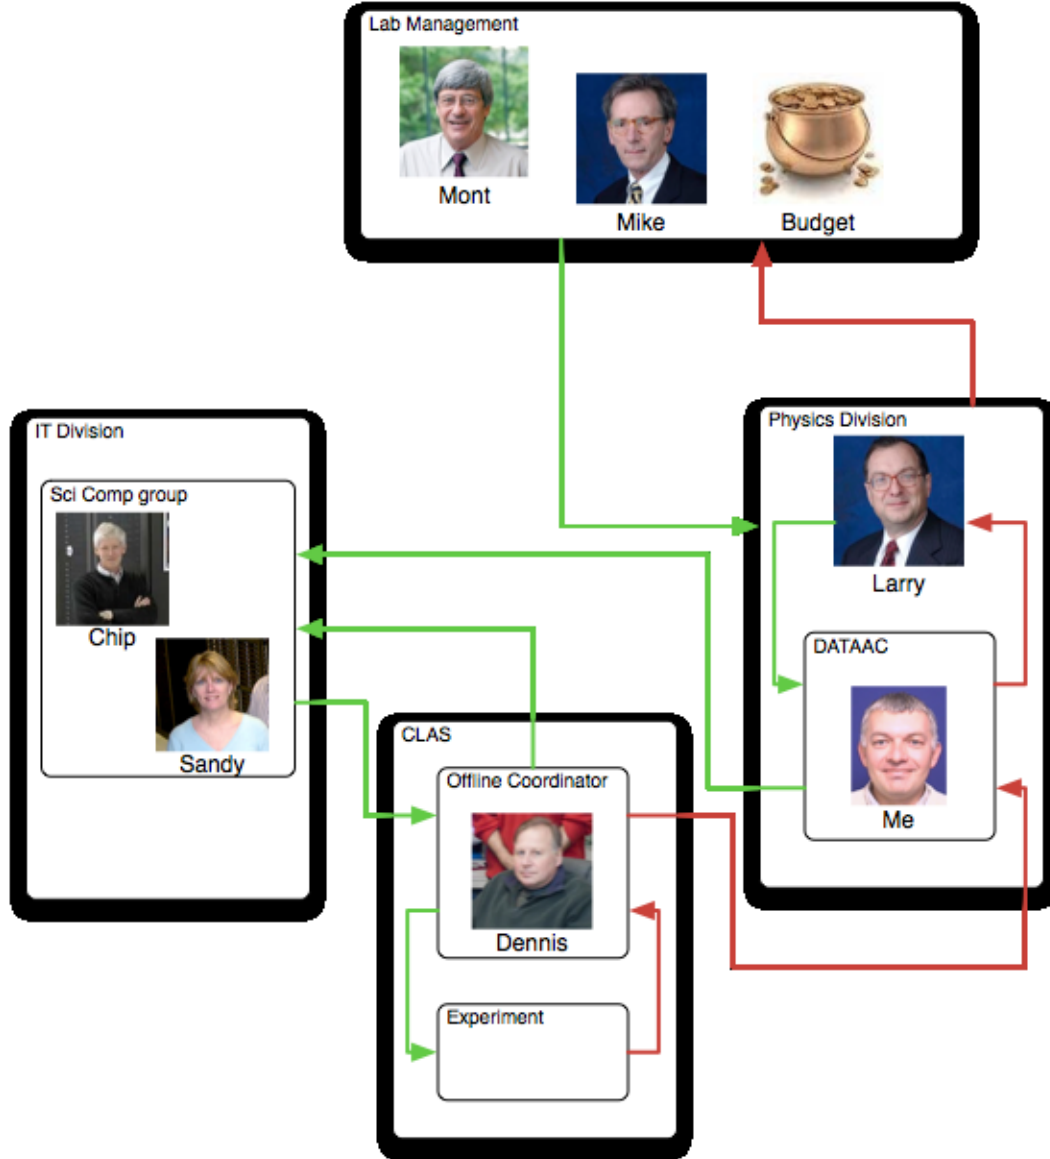 Lab Management
Mont
Mike
Budget
IT Division
Sci Comp group
Chip
Sandy
Physics Division
Larry
DATAAC
Me
CLAS
Offline Coordinator
Dennis
Experiment